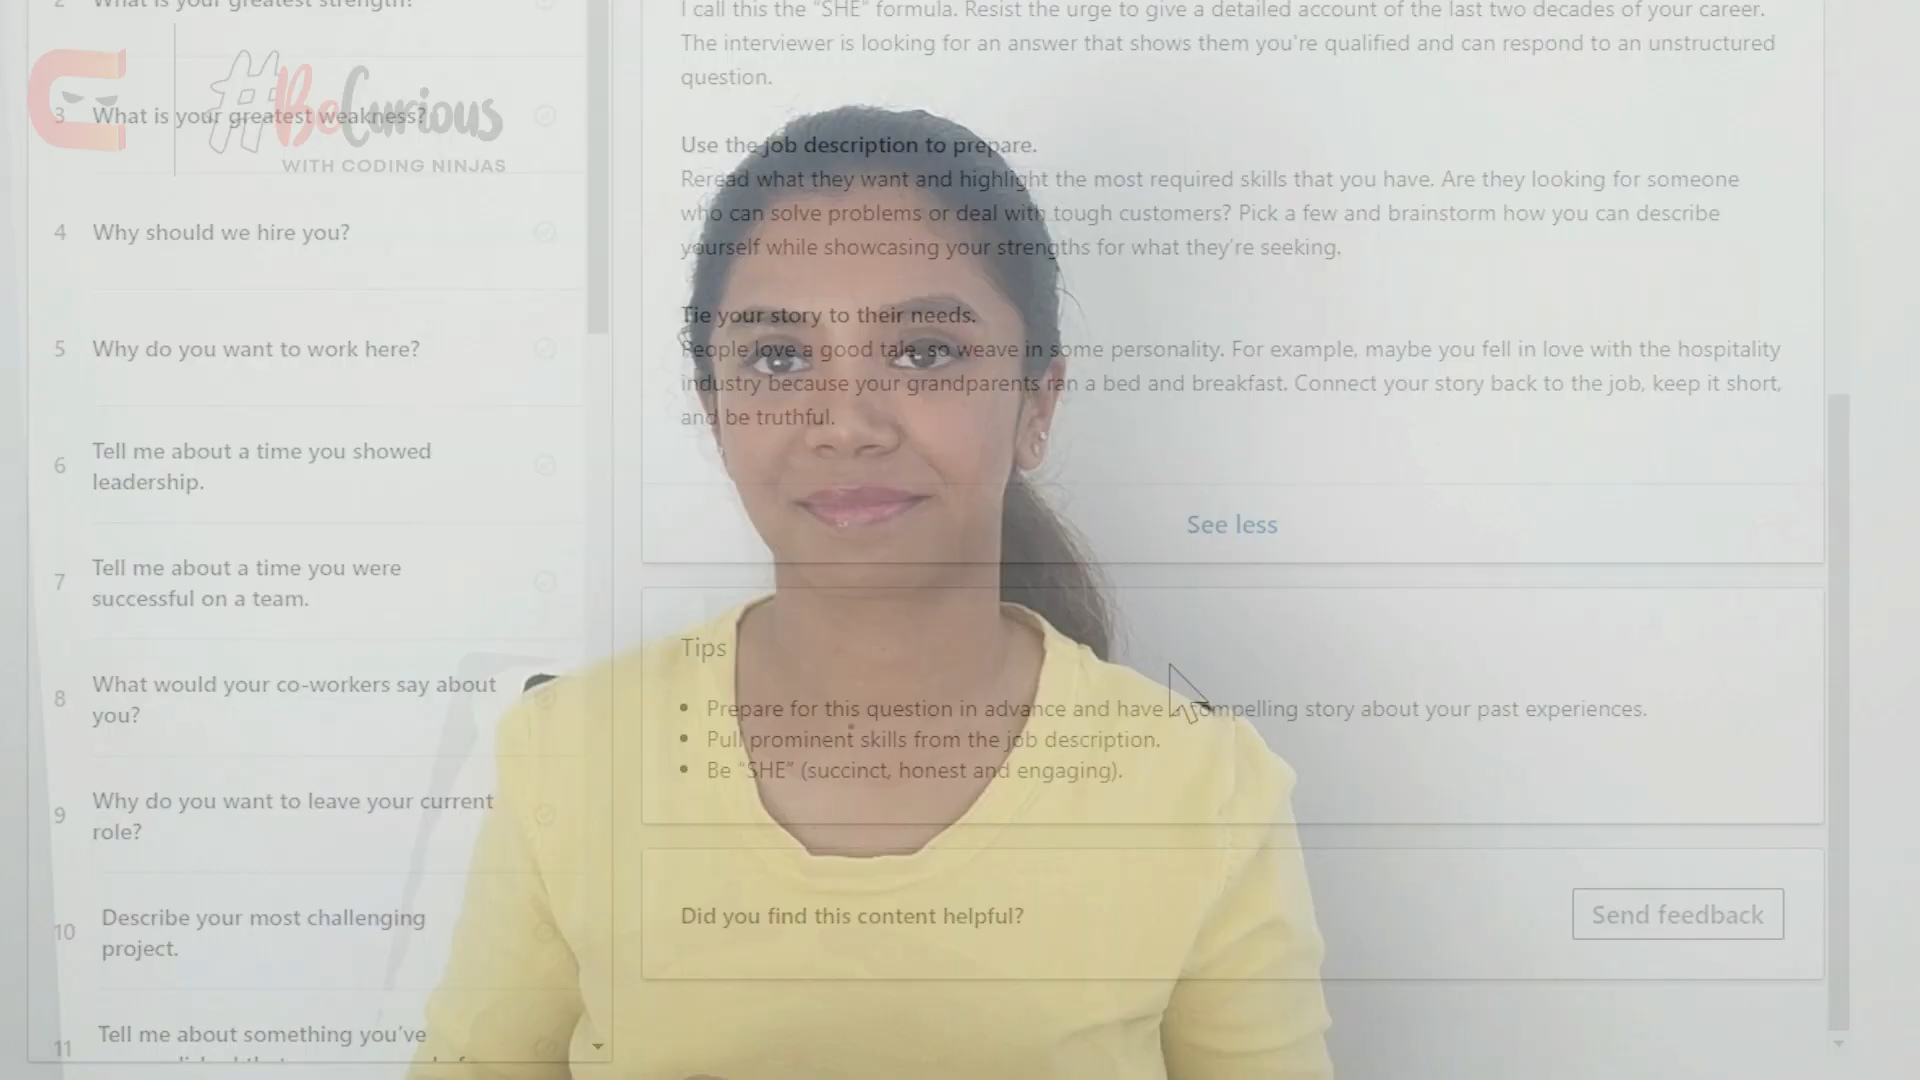 2 What is your greatest strength?
#BeCurious
WITH CODING NINJAS
3 What is your greatest weakness?
4 Why should we hire you?
5 Why do you want to work here?
6 Tell me about a time you showed
leadership.
7 Tell me about a time you were
successful on a team.
8 What would your co-workers say about
you?
9 Why do you want to leave your current
role?
10 Describe your most challenging
project.
11 Tell me about something you've
I call this the “SHE” formula. Resist the urge to give a detailed account of the last two decades of your career.
The interviewer is looking for an answer that shows them you're qualified and can respond to an unstructured
question.
Use the job description to prepare.
Reread what they want and highlight the most required skills that you have. Are they looking for someone
who can solve problems or deal with tough customers? Pick a few and brainstorm how you can describe
yourself while showcasing your strengths for what they’re seeking.
Tie your story to their needs.
People love a good tale, so weave in some personality. For example, maybe you fell in love with the hospitality
industry because your grandparents ran a bed and breakfast. Connect your story back to the job, keep it short,
and be truthful.
See less
Tips
• Prepare for this question in advance and have a compelling story about your past experiences.
• Pull prominent skills from the job description.
• Be “SHE” (succinct, honest and engaging).
Did you find this content helpful?
Send feedback